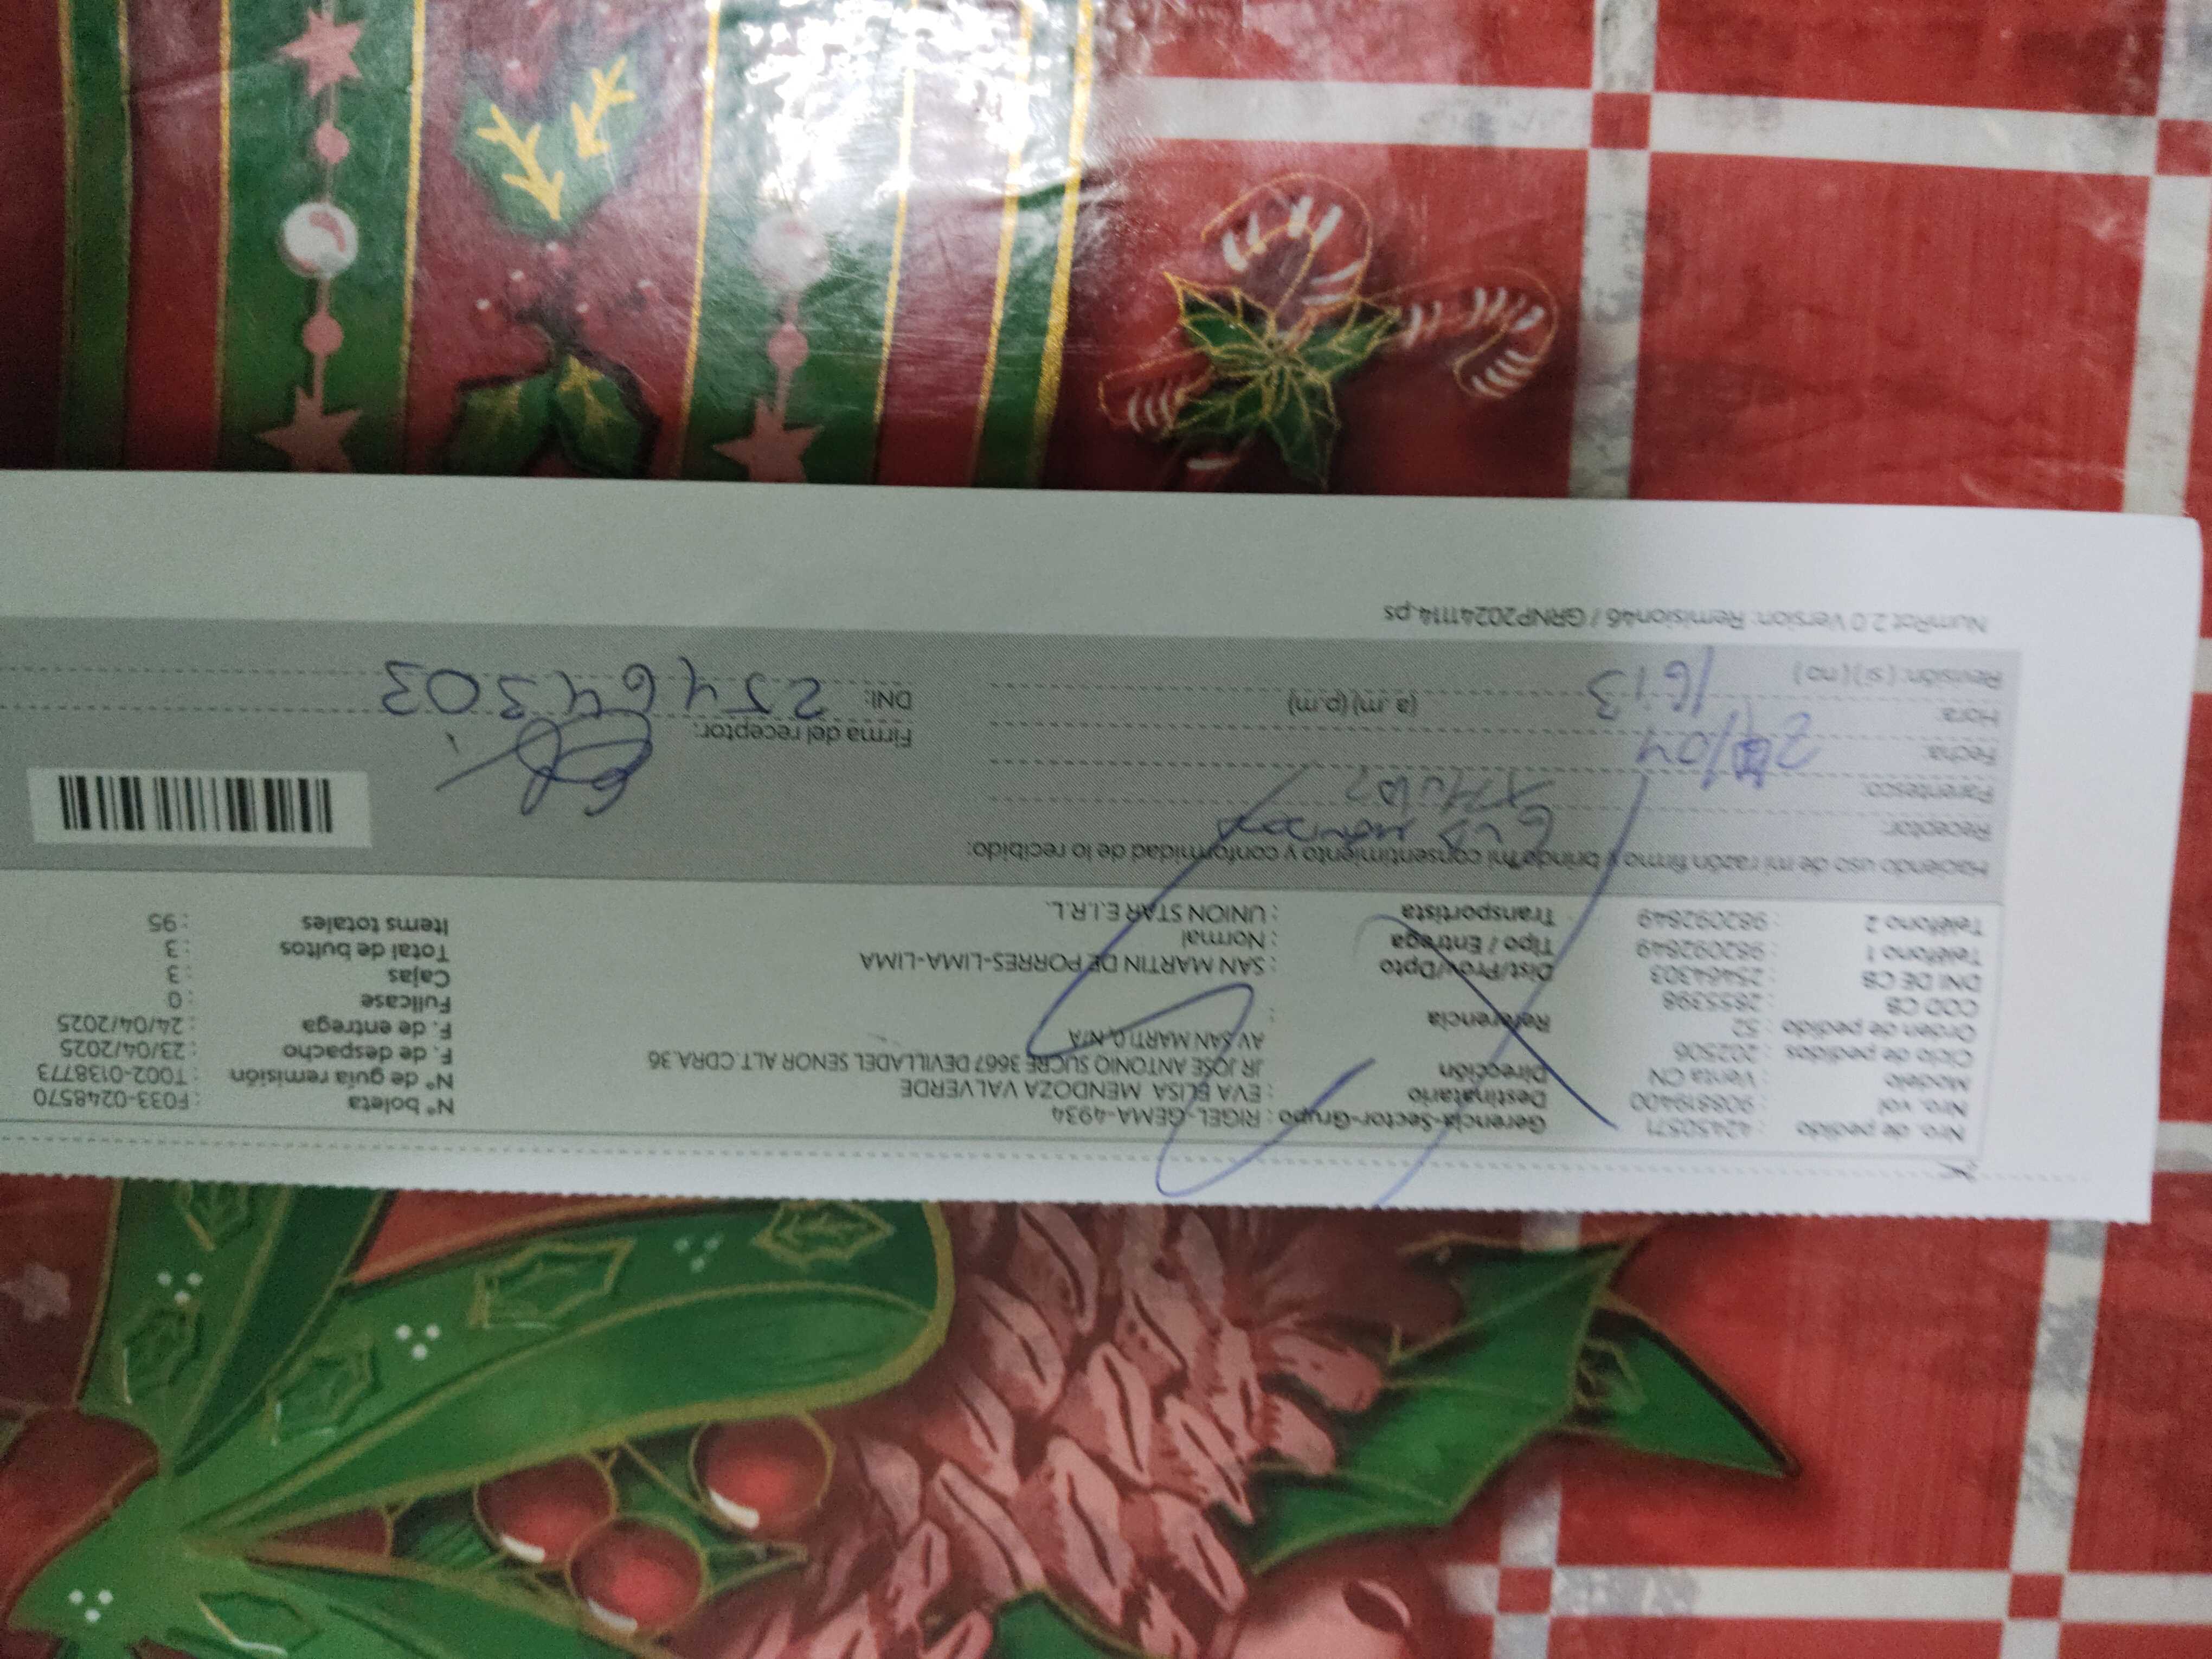 Nro. de pedido : 42450571 Gerencia-Sector-Grupo : RIGEL-GEMA-4934 N° boleta : F033-0248570
Nro. vol : 908819400 Destinatario : EVA ELISA MENDOZA VALVERDE N° de guía remisión : T002-0138773
Modelo : Venta CN Dirección JR JOSE ANTONIO SUCRE 3667 DEVILLADEL SENOR ALT.CDRA.36 F. de despacho : 23/04/2025
Ciclo de pedidos 202506 AV.SAN MARTI 0, N/A F. de entrega : 24/04/2025
Orden de pedido : 52 Referencia : Fullcase : 0
COD CB : 2655398 Cajas : 3
DNI DE CB : 25464303 Dist/Prov/Dpto : SAN MARTIN DE PORRES-LIMA-LIMA Total de bultos : 3
Teléfono 1 : 982092849 Tipo / Entrega : Normal Items totales : 95
Teléfono 2 : 982092849 Transportista : UNION STAR E.I.R.L.
Haciendo uso de mi razón firmo y brindo mi consentimiento y conformidad de lo recibido:
Receptor:
Parentesco:
Fecha: /04 Firma del receptor:
Hora: 1613 (a.m) (p.m) DNI: 25464303
Revisión: ( si ) ( no )
NumRot 2.0 Version: Remision46 / GRNP20241114.ps